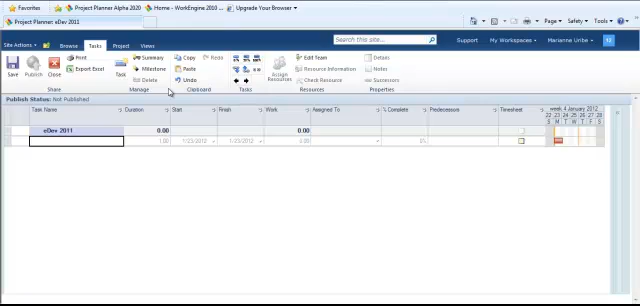 Favorites Project Planner Alpha 2020 Home - WorkEngine 2010 ... Upgrade Your Browser
Project Planner: eDev 2011
Page Safety Tools
Search this site... Support My Workspaces Marianne Uribe
Site Actions Browse Tasks Project Views
Save Publish Close Print Export Excel Task Summary Milestone Delete Copy Redo Paste Undo Assign Resources Edit Team Resource Information Check Resource Details Notes Successors
Share Manage Clipboard Tasks Resources Properties
Publish Status: Not Published
Task Name Duration Start Finish Work Assigned To % Complete Predecessors Timesheet week 4 January 2012
22 23 24 25 26 27 28
S M T W T F S
eDev 2011 0.00 0.00
1.00 1/23/2012 1/23/2012 0.00 0%